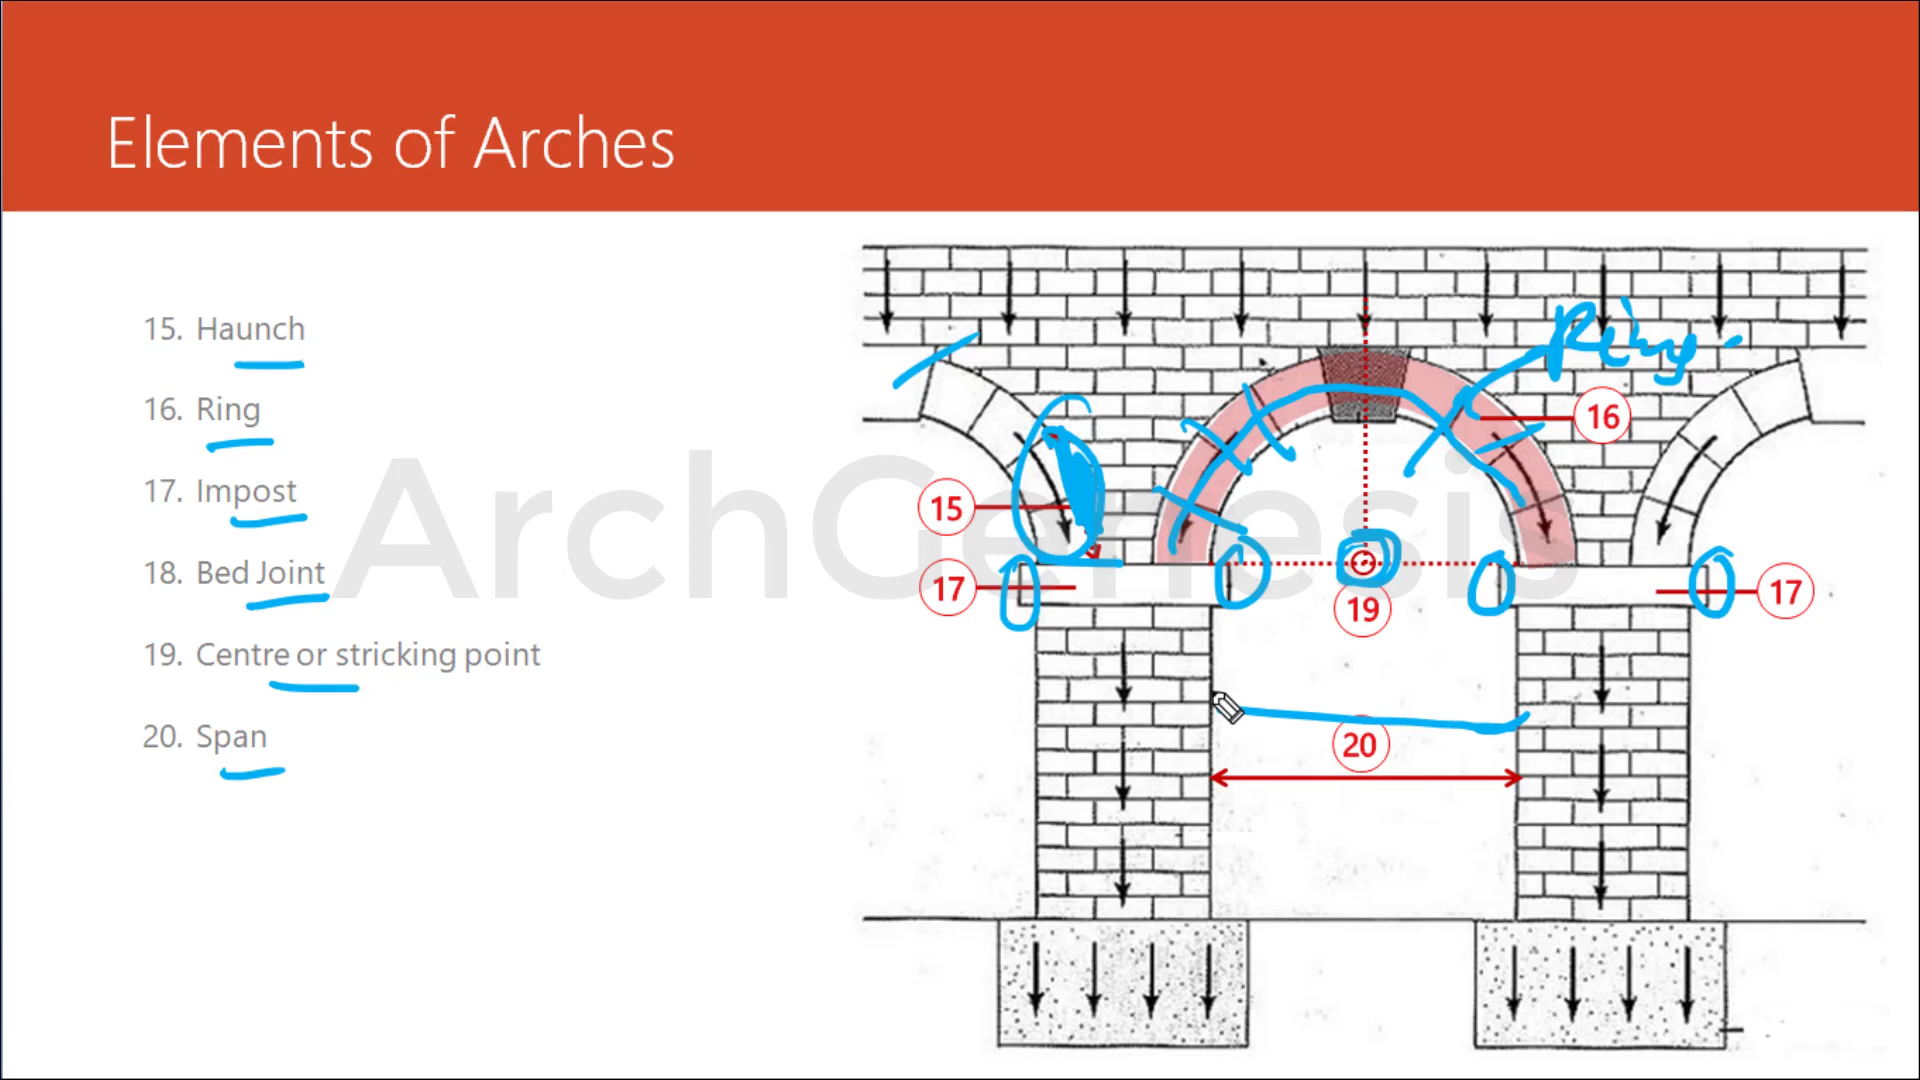 Elements of Arches
15. Haunch
16. Ring
17. Impost
18. Bed Joint
19. Centre or stricking point
20. Span
ArchGenesis
Ring
16
15
17
19
17
20